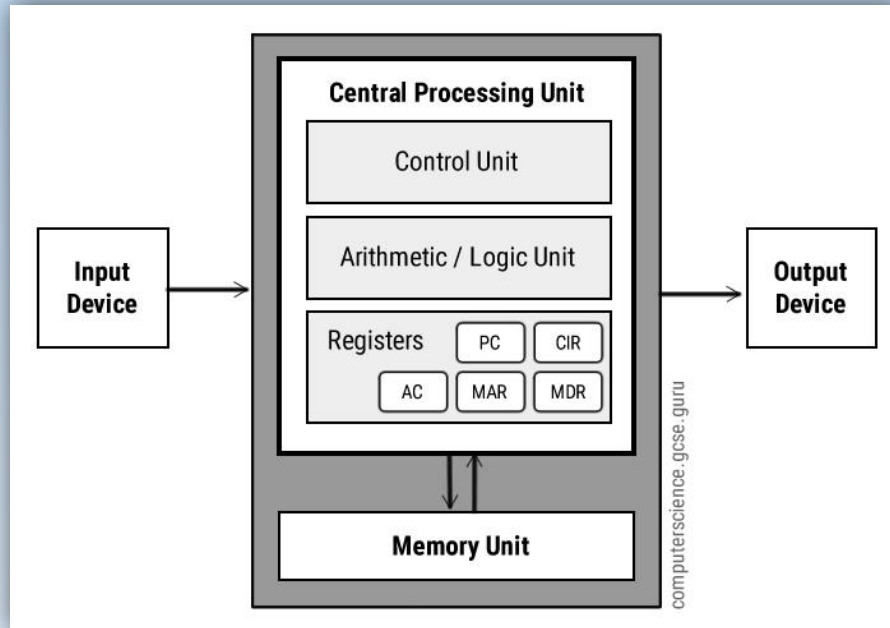 Central Processing Unit
Control Unit
Arithmetic / Logic Unit
Registers
PC
CIR
AC
MAR
MDR
Input
Device
Output
Device
Memory Unit
computerscience.gcse.guru